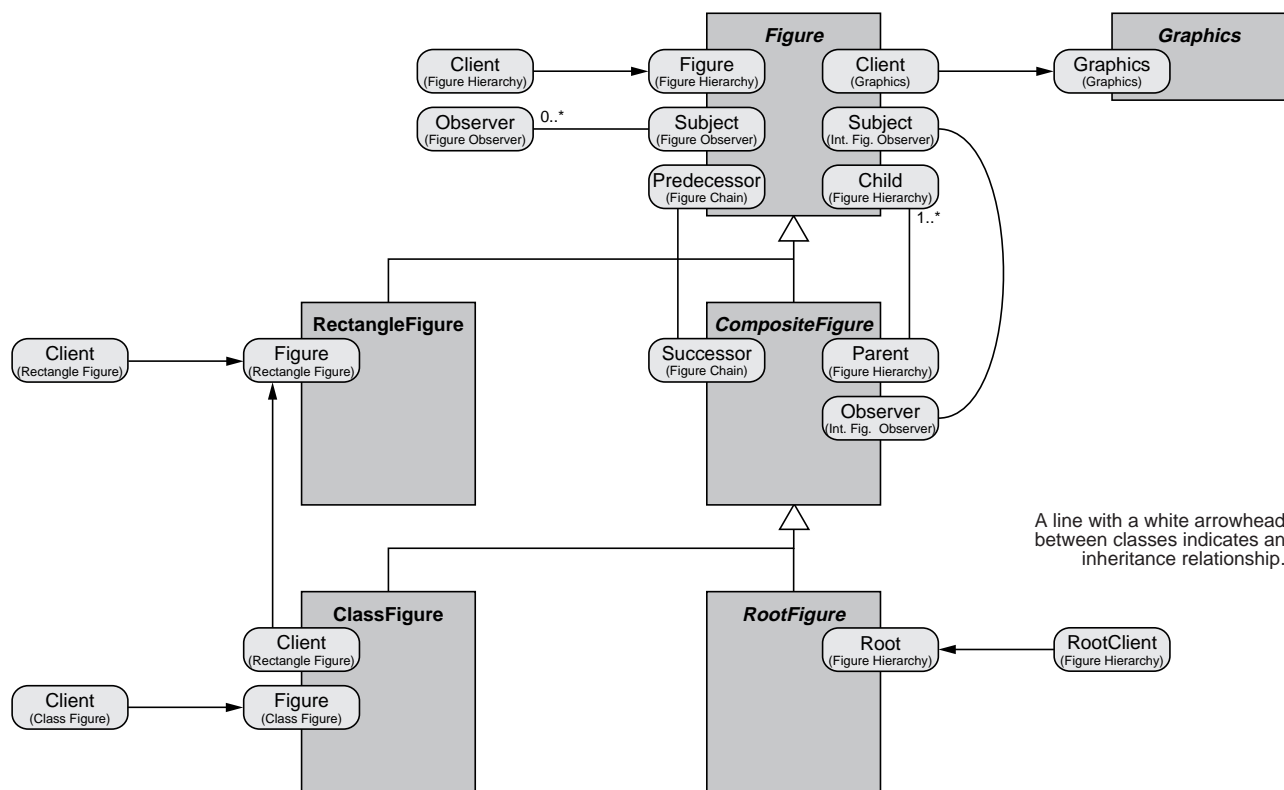 Figure
Graphics
Client
(Figure Hierarchy)
Figure
(Figure Hierarchy)
Client
(Graphics)
Graphics
(Graphics)
Observer
(Figure Observer)
0..*
Subject
(Figure Observer)
Subject
(Int. Fig. Observer)
Predecessor
(Figure Chain)
Child
(Figure Hierarchy)
1..*
RectangleFigure
CompositeFigure
Client
(Rectangle Figure)
Figure
(Rectangle Figure)
Successor
(Figure Chain)
Parent
(Figure Hierarchy)
Observer
(Int. Fig. Observer)
A line with a white arrowhead
between classes indicates an
inheritance relationship.
ClassFigure
RootFigure
Client
(Rectangle Figure)
Root
(Figure Hierarchy)
RootClient
(Figure Hierarchy)
Client
(Class Figure)
Figure
(Class Figure)